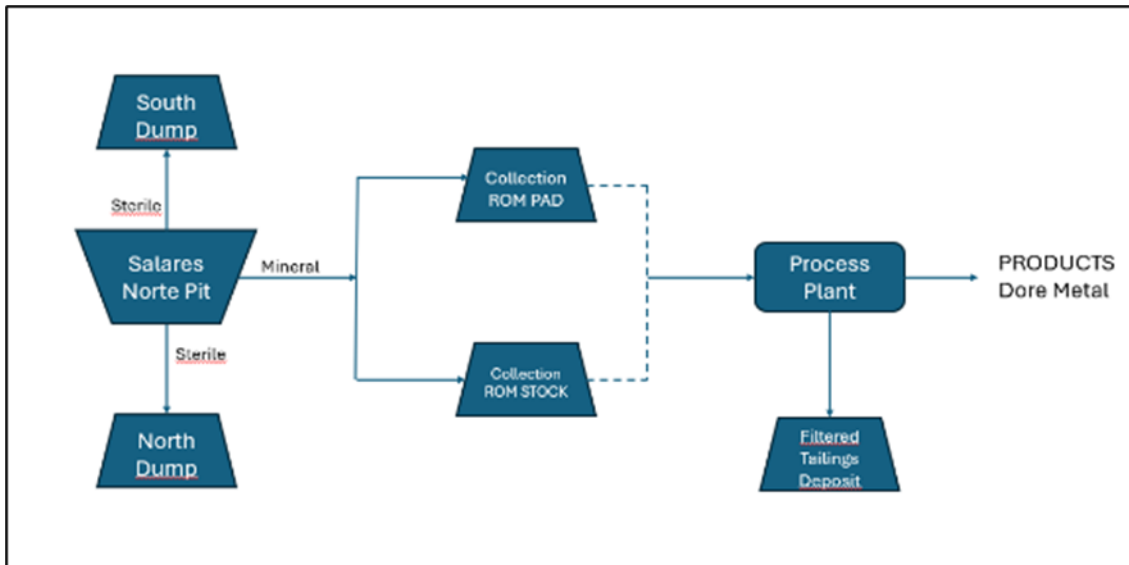 South
Dump
Sterile
Salares
Norte Pit
Mineral
Sterile
North
Dump
Collection
ROM PAD
Collection
ROM STOCK
Process
Plant
PRODUCTS
Dore Metal
Filtered
Tailings
Deposit